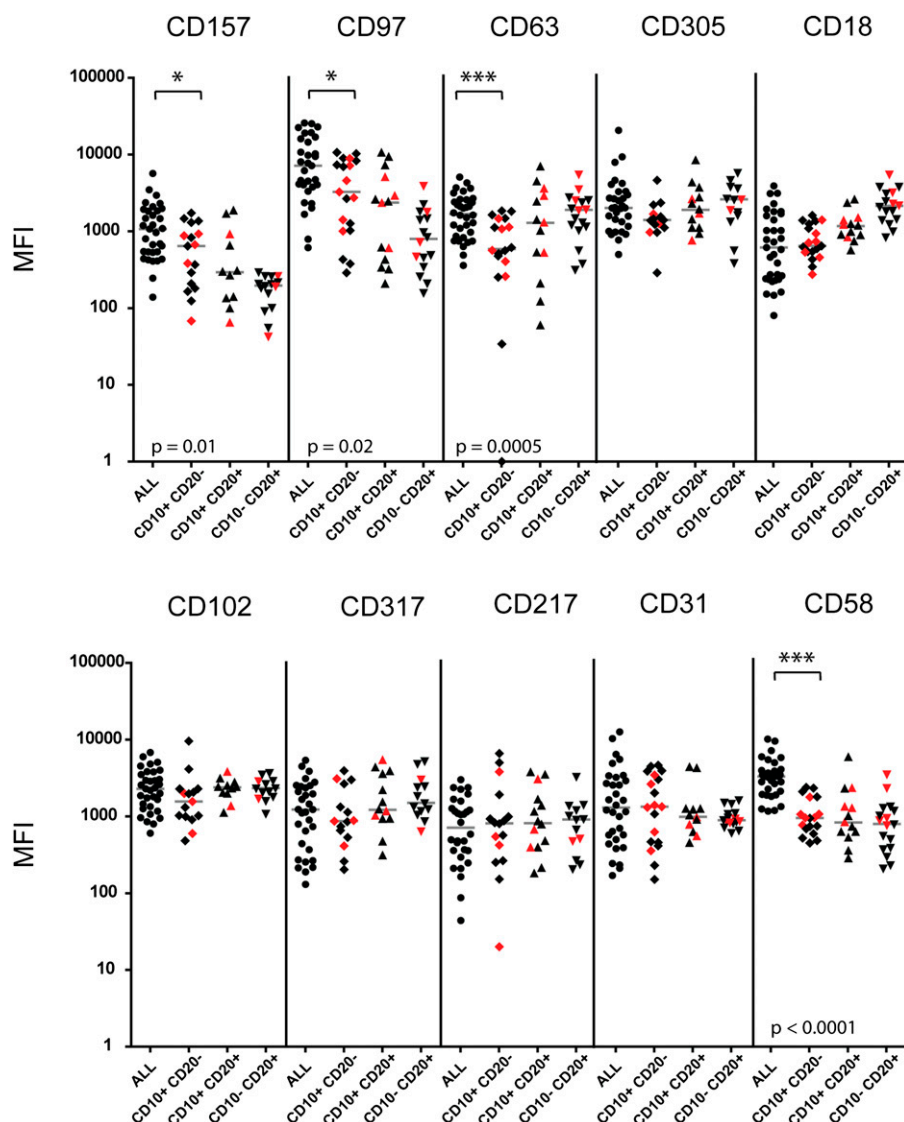 CD157 CD97 CD63 CD305 CD18
* * ***
100000
10000
1000
100
10
1
MFI
p = 0.01 p = 0.02 p = 0.0005
ALL CD10+ CD20- CD10+ CD20+ CD10- CD20+ ALL CD10+ CD20- CD10+ CD20+ CD10- CD20+ ALL CD10+ CD20- CD10+ CD20+ CD10- CD20+ ALL CD10+ CD20- CD10+ CD20+ CD10- CD20+ ALL CD10+ CD20- CD10+ CD20+ CD10- CD20+
CD102 CD317 CD217 CD31 CD58
***
100000
10000
1000
100
10
1
MFI
p < 0.0001
ALL CD10+ CD20- CD10+ CD20+ CD10- CD20+ ALL CD10+ CD20- CD10+ CD20+ CD10- CD20+ ALL CD10+ CD20- CD10+ CD20+ CD10- CD20+ ALL CD10+ CD20- CD10+ CD20+ CD10- CD20+ ALL CD10+ CD20- CD10+ CD20+ CD10- CD20+